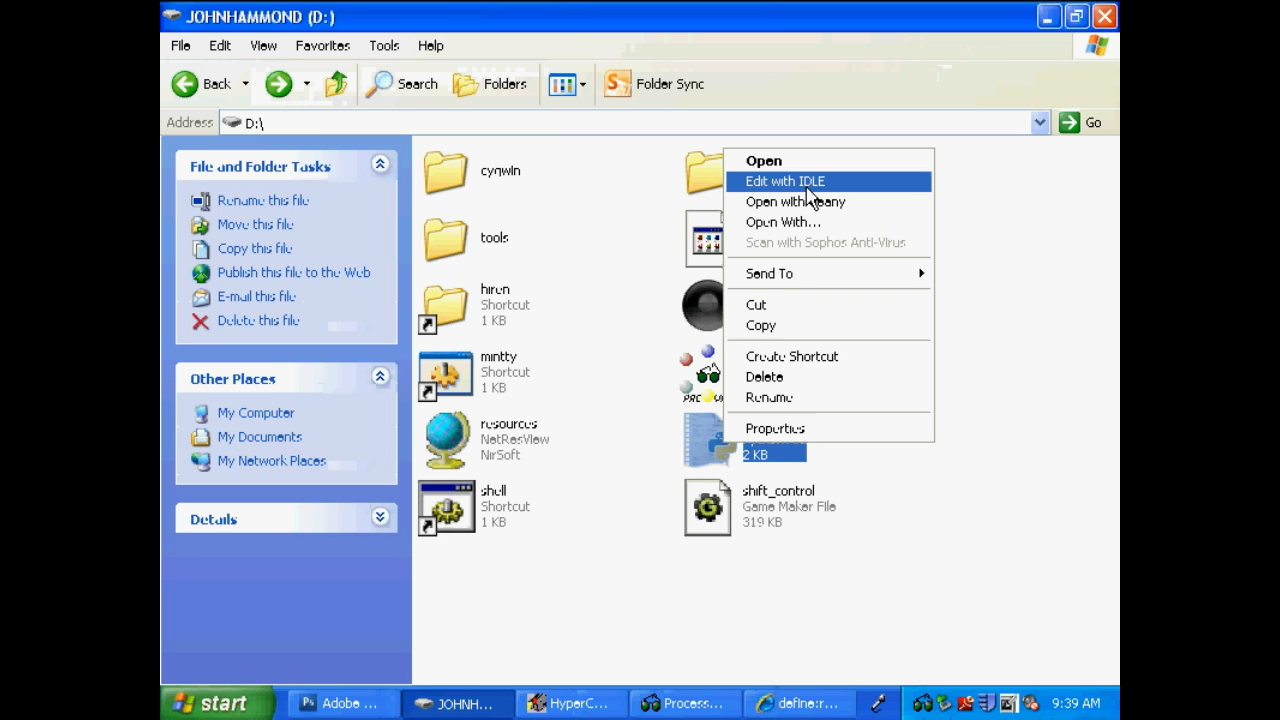 JOHNHAMMOND (D:)
File Edit View Favorites Tools Help
Back Search Folders Folder Sync
Address D:\ Go
File and Folder Tasks
Rename this file
Move this file
Copy this file
Publish this file to the Web
E-mail this file
Delete this file
Other Places
My Computer
My Documents
My Network Places
Details
cygwin
tools
hiren
Shortcut
1 KB
mintty
Shortcut
1 KB
resources
NetResView
NirSoft
shell
Shortcut
1 KB
Open
Edit with IDLE
Open with
Open With...
Scan with Sophos Anti-Virus
Send To
Cut
Copy
Create Shortcut
Delete
Rename
Properties
2 KB
shift_control
Game Maker File
319 KB
start
Ps Adobe ...
JOHNH...
HyperC...
Process...
define:r...
9:39 AM